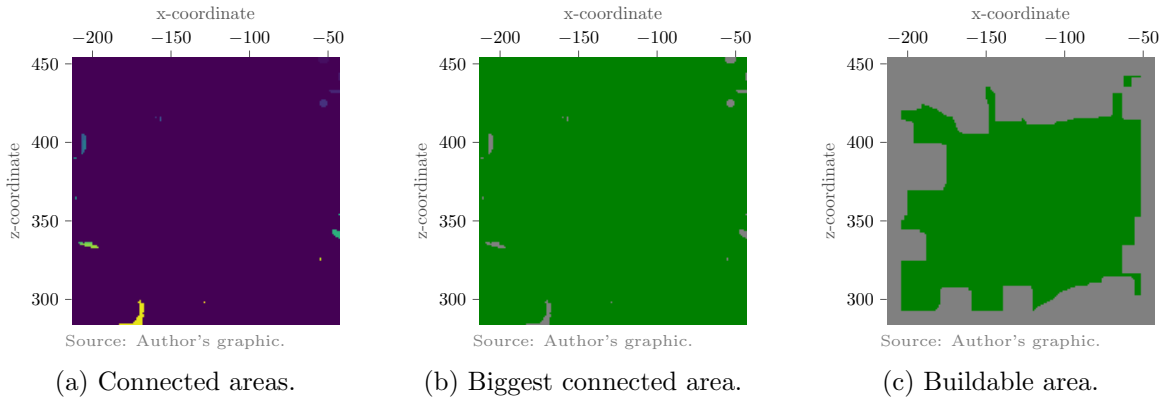 x-coordinate
−200 −150 −100 −50
450
400
350
300
z-coordinate
Source: Author's graphic.
(a) Connected areas.
x-coordinate
−200 −150 −100 −50
450
400
350
300
z-coordinate
Source: Author's graphic.
(b) Biggest connected area.
x-coordinate
−200 −150 −100 −50
450
400
350
300
z-coordinate
Source: Author's graphic.
(c) Buildable area.